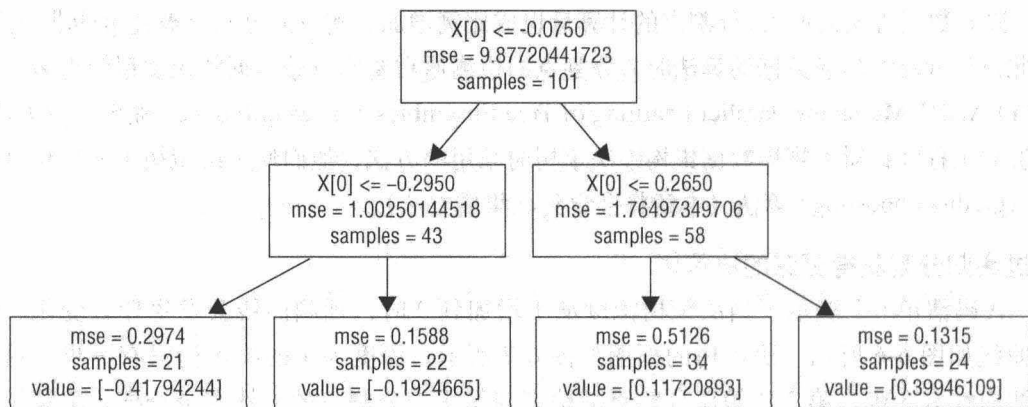 X[0] <= -0.0750
mse = 9.87720441723
samples = 101
X[0] <= -0.2950
mse = 1.00250144518
samples = 43
X[0] <= 0.2650
mse = 1.76497349706
samples = 58
mse = 0.2974
samples = 21
value = [-0.41794244]
mse = 0.1588
samples = 22
value = [-0.1924665]
mse = 0.5126
samples = 34
value = [0.11720893]
mse = 0.1315
samples = 24
value = [0.39946109]